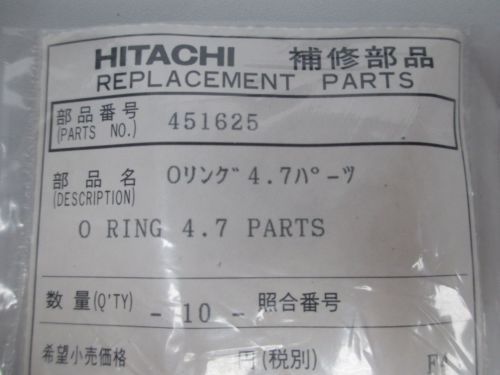 HITACHI 補修部品
REPLACEMENT PARTS
部品番号
(PARTS NO.) 451625
部品名 Oリング 4.7パーツ
(DESCRIPTION)
O RING 4.7 PARTS
数量(Q'TY) - 10 - 照合番号
希望小売価格 円(税別)